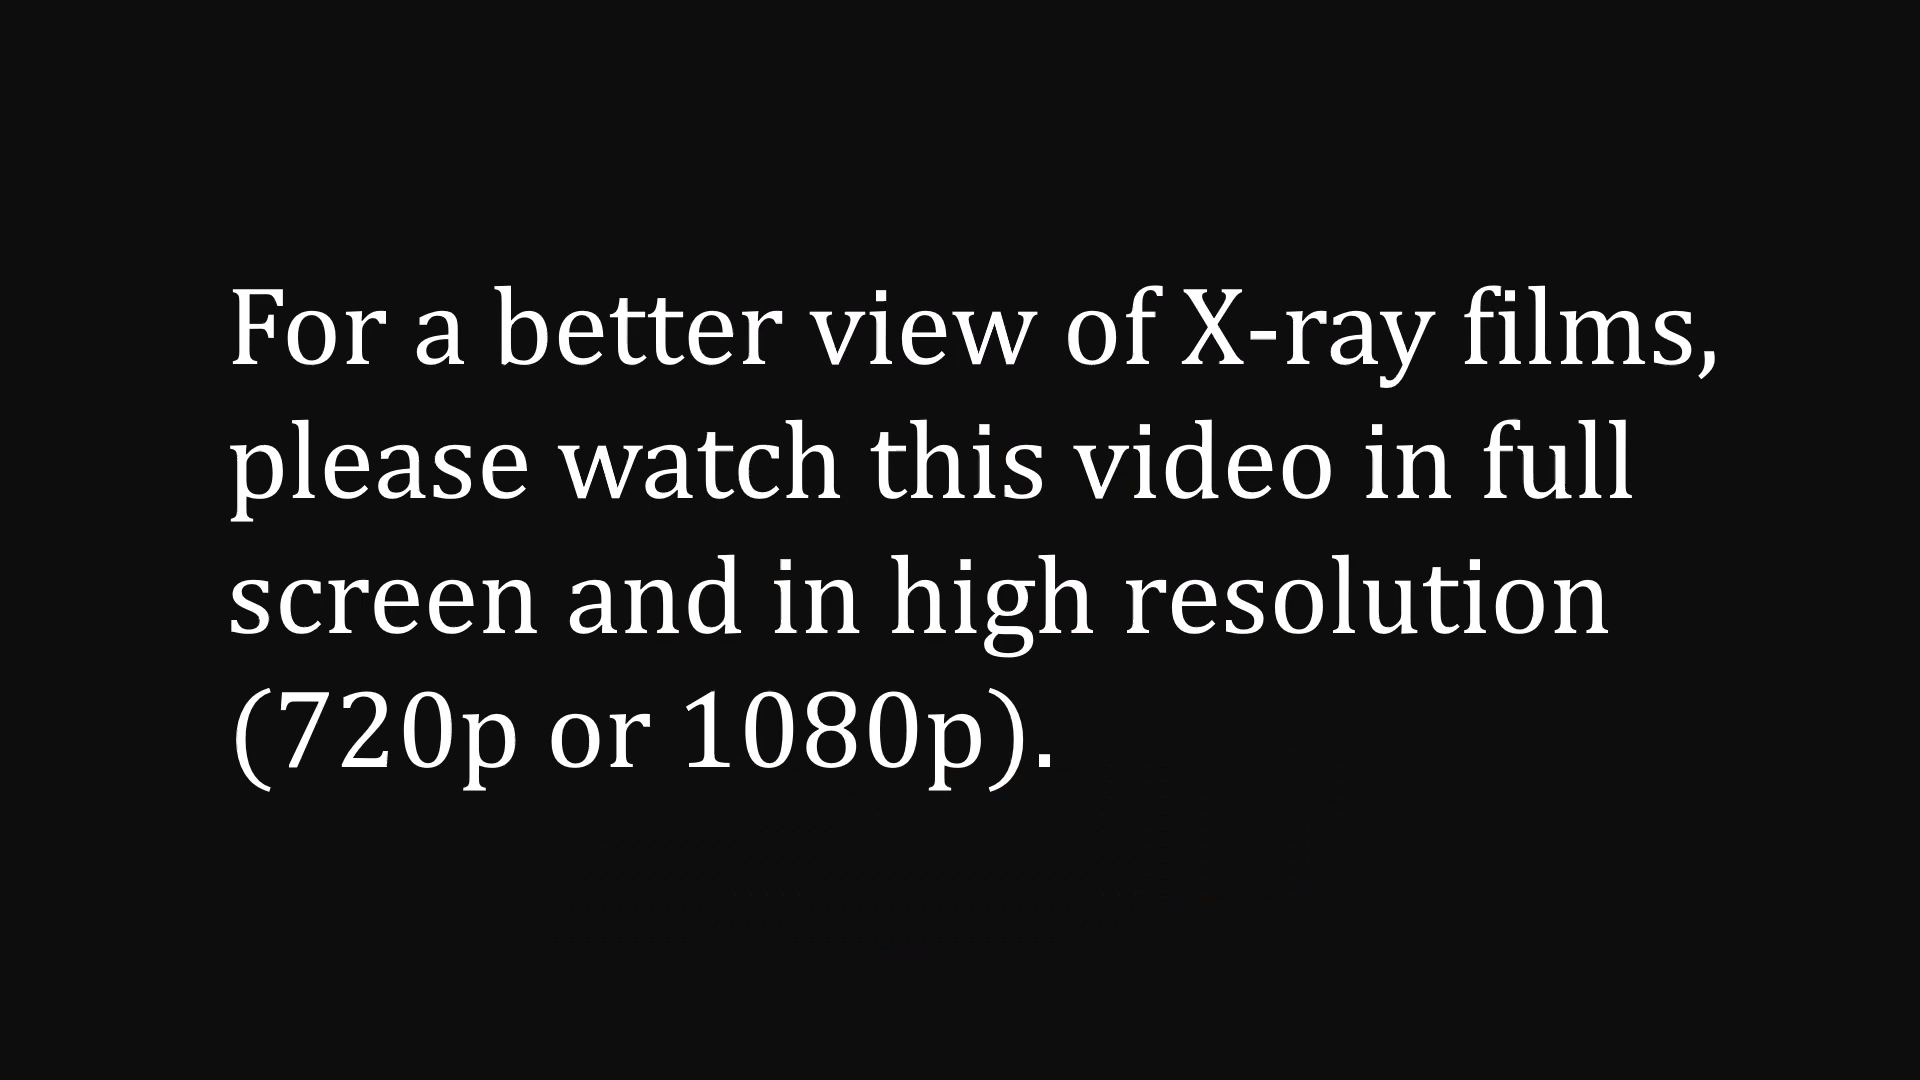 For a better view of X-ray films,
please watch this video in full
screen and in high resolution
(720p or 1080p).